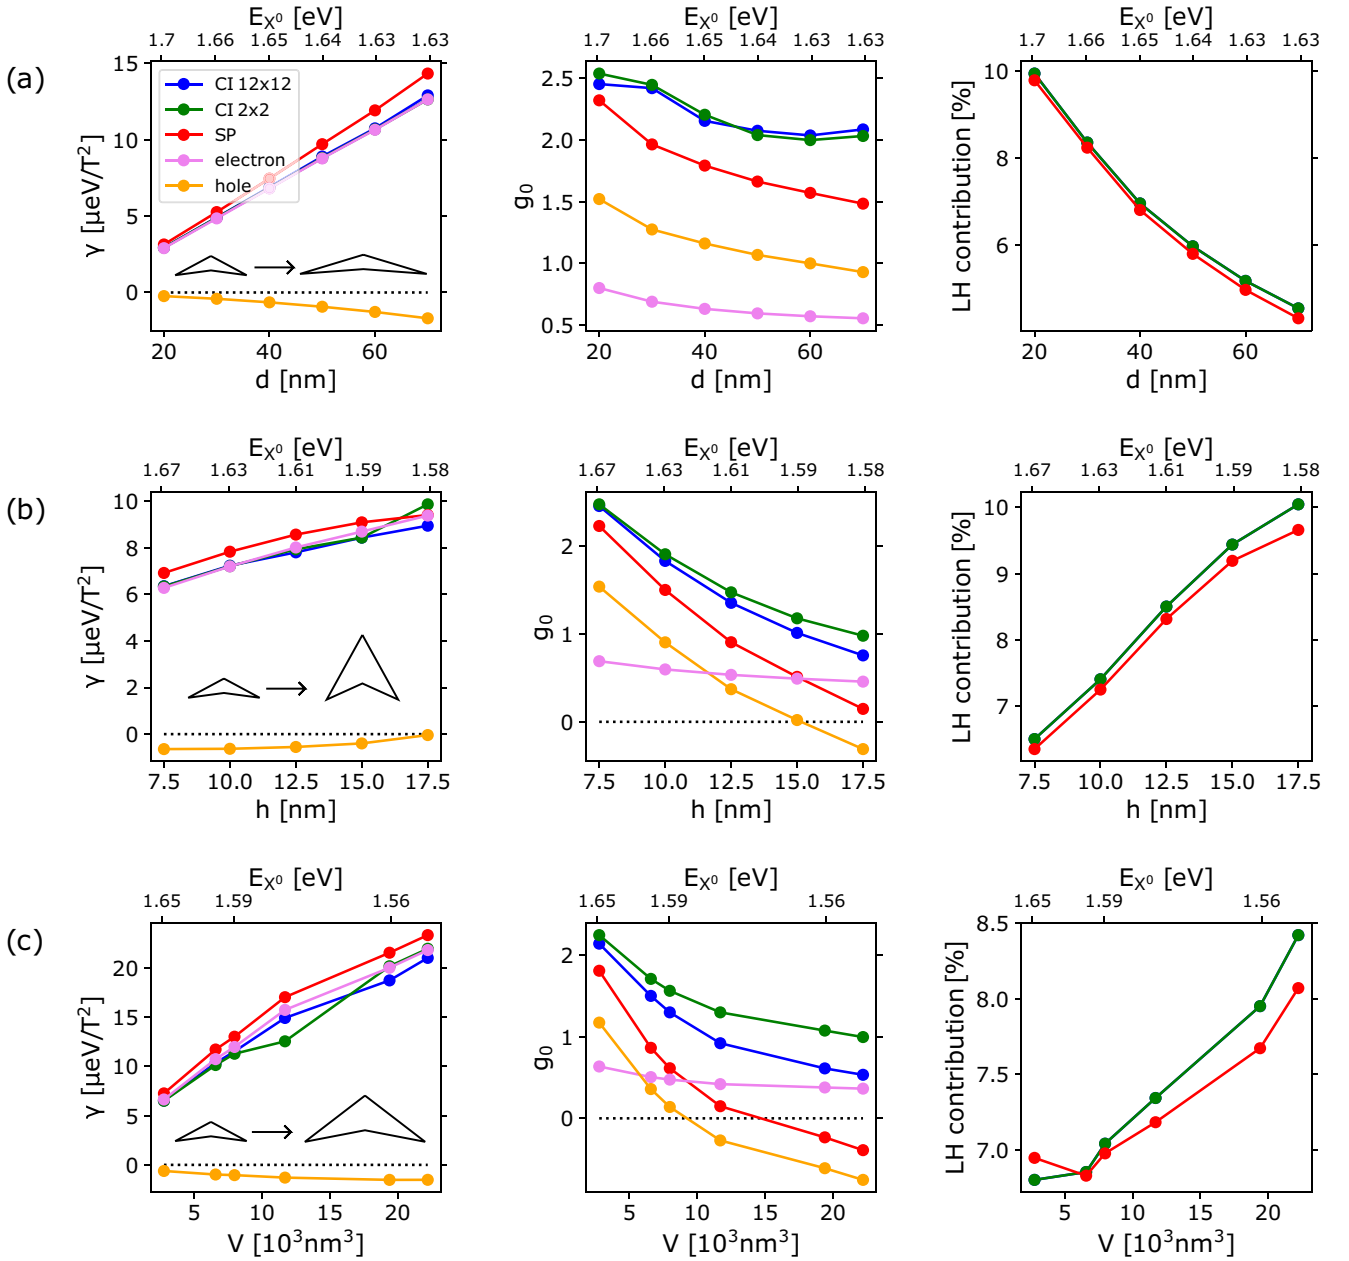 (a)
E_X⁰ [eV]
1.7 1.66 1.65 1.64 1.63 1.63
γ [µeV/T²]
15
10
5
0
CI 12x12
CI 2x2
SP
electron
hole
20 40 60
d [nm]
E_X⁰ [eV]
1.7 1.66 1.65 1.64 1.63 1.63
g₀
2.5
2.0
1.5
1.0
0.5
20 40 60
d [nm]
E_X⁰ [eV]
1.7 1.66 1.65 1.64 1.63 1.63
LH contribution [%]
10
8
6
20 40 60
d [nm]
(b)
E_X⁰ [eV]
1.67 1.63 1.61 1.59 1.58
γ [µeV/T²]
10
8
6
4
2
0
7.5 10.0 12.5 15.0 17.5
h [nm]
E_X⁰ [eV]
1.67 1.63 1.61 1.59 1.58
g₀
2
1
0
7.5 10.0 12.5 15.0 17.5
h [nm]
E_X⁰ [eV]
1.67 1.63 1.61 1.59 1.58
LH contribution [%]
10
9
8
7
7.5 10.0 12.5 15.0 17.5
h [nm]
(c)
E_X⁰ [eV]
1.65 1.59 1.56
γ [µeV/T²]
20
15
10
5
0
5 10 15 20
V [10³nm³]
E_X⁰ [eV]
1.65 1.59 1.56
g₀
2
1
0
5 10 15 20
V [10³nm³]
E_X⁰ [eV]
1.65 1.59 1.56
LH contribution [%]
8.5
8.0
7.5
7.0
5 10 15 20
V [10³nm³]